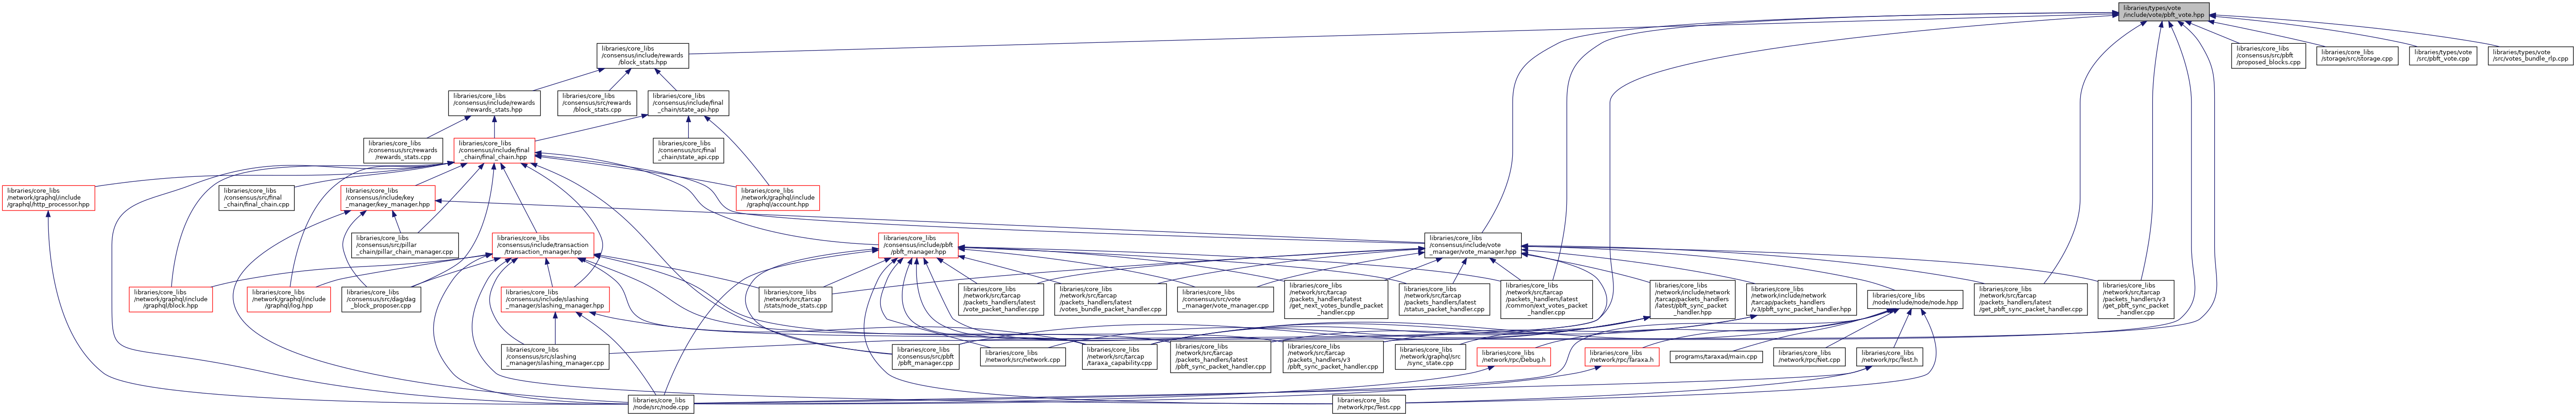 libraries/types/vote
/include/vote/pbft_vote.hpp
libraries/core_libs
/consensus/include/rewards
/block_stats.hpp
libraries/core_libs
/consensus/src/pbft
/proposed_blocks.cpp
libraries/core_libs
/storage/src/storage.cpp
libraries/types/vote
/src/pbft_vote.cpp
libraries/types/vote
/src/votes_bundle_rlp.cpp
libraries/core_libs
/consensus/include/rewards
/rewards_stats.hpp
libraries/core_libs
/consensus/src/rewards
/block_stats.cpp
libraries/core_libs
/consensus/include/final
_chain/state_api.hpp
libraries/core_libs
/consensus/src/rewards
/rewards_stats.cpp
libraries/core_libs
/consensus/include/final
_chain/final_chain.hpp
libraries/core_libs
/consensus/src/final
_chain/state_api.cpp
libraries/core_libs
/network/graphql/include
/graphql/http_processor.hpp
libraries/core_libs
/consensus/src/final
_chain/final_chain.cpp
libraries/core_libs
/consensus/include/key
_manager/key_manager.hpp
libraries/core_libs
/network/graphql/include
/graphql/account.hpp
libraries/core_libs
/consensus/src/pillar
_chain/pillar_chain_manager.cpp
libraries/core_libs
/consensus/include/transaction
/transaction_manager.hpp
libraries/core_libs
/consensus/include/pbft
/pbft_manager.hpp
libraries/core_libs
/consensus/include/vote
_manager/vote_manager.hpp
libraries/core_libs
/network/graphql/include
/graphql/block.hpp
libraries/core_libs
/network/graphql/include
/graphql/log.hpp
libraries/core_libs
/consensus/src/dag/dag
_block_proposer.cpp
libraries/core_libs
/consensus/include/slashing
_manager/slashing_manager.hpp
libraries/core_libs
/network/src/tarcap
/stats/node_stats.cpp
libraries/core_libs
/network/src/tarcap
/packets_handlers/latest
/vote_packet_handler.cpp
libraries/core_libs
/network/src/tarcap
/packets_handlers/latest
/votes_bundle_packet_handler.cpp
libraries/core_libs
/consensus/src/vote
_manager/vote_manager.cpp
libraries/core_libs
/network/src/tarcap
/packets_handlers/latest
/get_next_votes_bundle_packet
_handler.cpp
libraries/core_libs
/network/src/tarcap
/packets_handlers/latest
/status_packet_handler.cpp
libraries/core_libs
/network/src/tarcap
/packets_handlers/latest
/common/ext_votes_packet
_handler.cpp
libraries/core_libs
/network/include/network
/tarcap/packets_handlers
/latest/pbft_sync_packet
_handler.hpp
libraries/core_libs
/network/include/network
/tarcap/packets_handlers
/v3/pbft_sync_packet_handler.hpp
libraries/core_libs
/node/include/node/node.hpp
libraries/core_libs
/network/src/tarcap
/packets_handlers/latest
/get_pbft_sync_packet_handler.cpp
libraries/core_libs
/network/src/tarcap
/packets_handlers/v3
/get_pbft_sync_packet
_handler.cpp
libraries/core_libs
/consensus/src/slashing
_manager/slashing_manager.cpp
libraries/core_libs
/consensus/src/pbft
/pbft_manager.cpp
libraries/core_libs
/network/src/network.cpp
libraries/core_libs
/network/src/tarcap
/taraxa_capability.cpp
libraries/core_libs
/network/src/tarcap
/packets_handlers/latest
/pbft_sync_packet_handler.cpp
libraries/core_libs
/network/src/tarcap
/packets_handlers/v3
/pbft_sync_packet_handler.cpp
libraries/core_libs
/network/graphql/src
/sync_state.cpp
libraries/core_libs
/network/rpc/Debug.h
libraries/core_libs
/network/rpc/Taraxa.h
programs/taraxad/main.cpp
libraries/core_libs
/network/rpc/Net.cpp
libraries/core_libs
/network/rpc/Test.h
libraries/core_libs
/node/src/node.cpp
libraries/core_libs
/network/rpc/Test.cpp